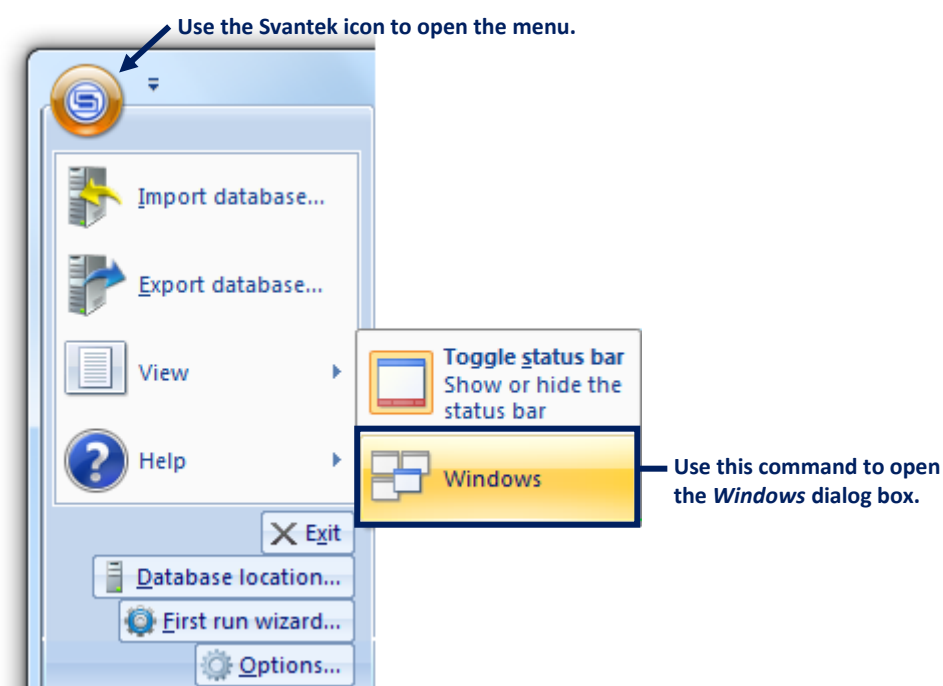 Use the Svantek icon to open the menu.
Import database...
Export database...
View
Toggle status bar
Show or hide the
status bar
Help
Windows
Use this command to open
the Windows dialog box.
Exit
Database location...
First run wizard...
Options...